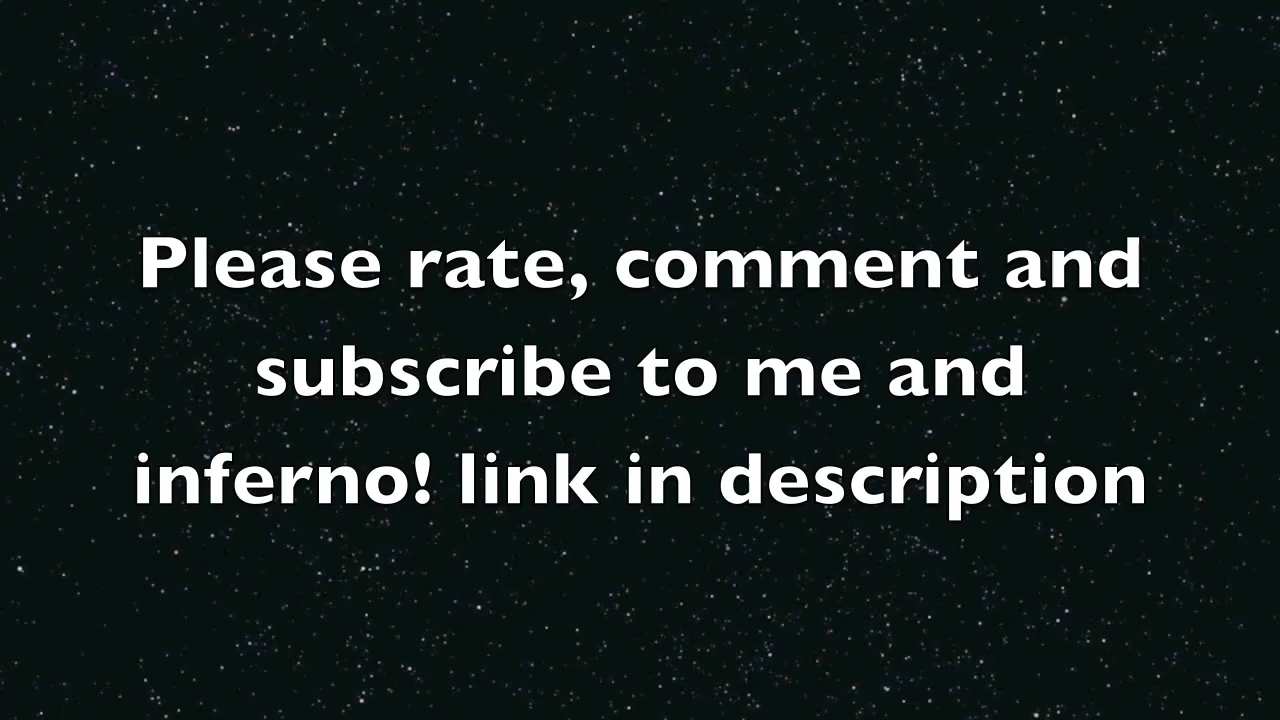 Please rate, comment and
subscribe to me and
inferno! link in description